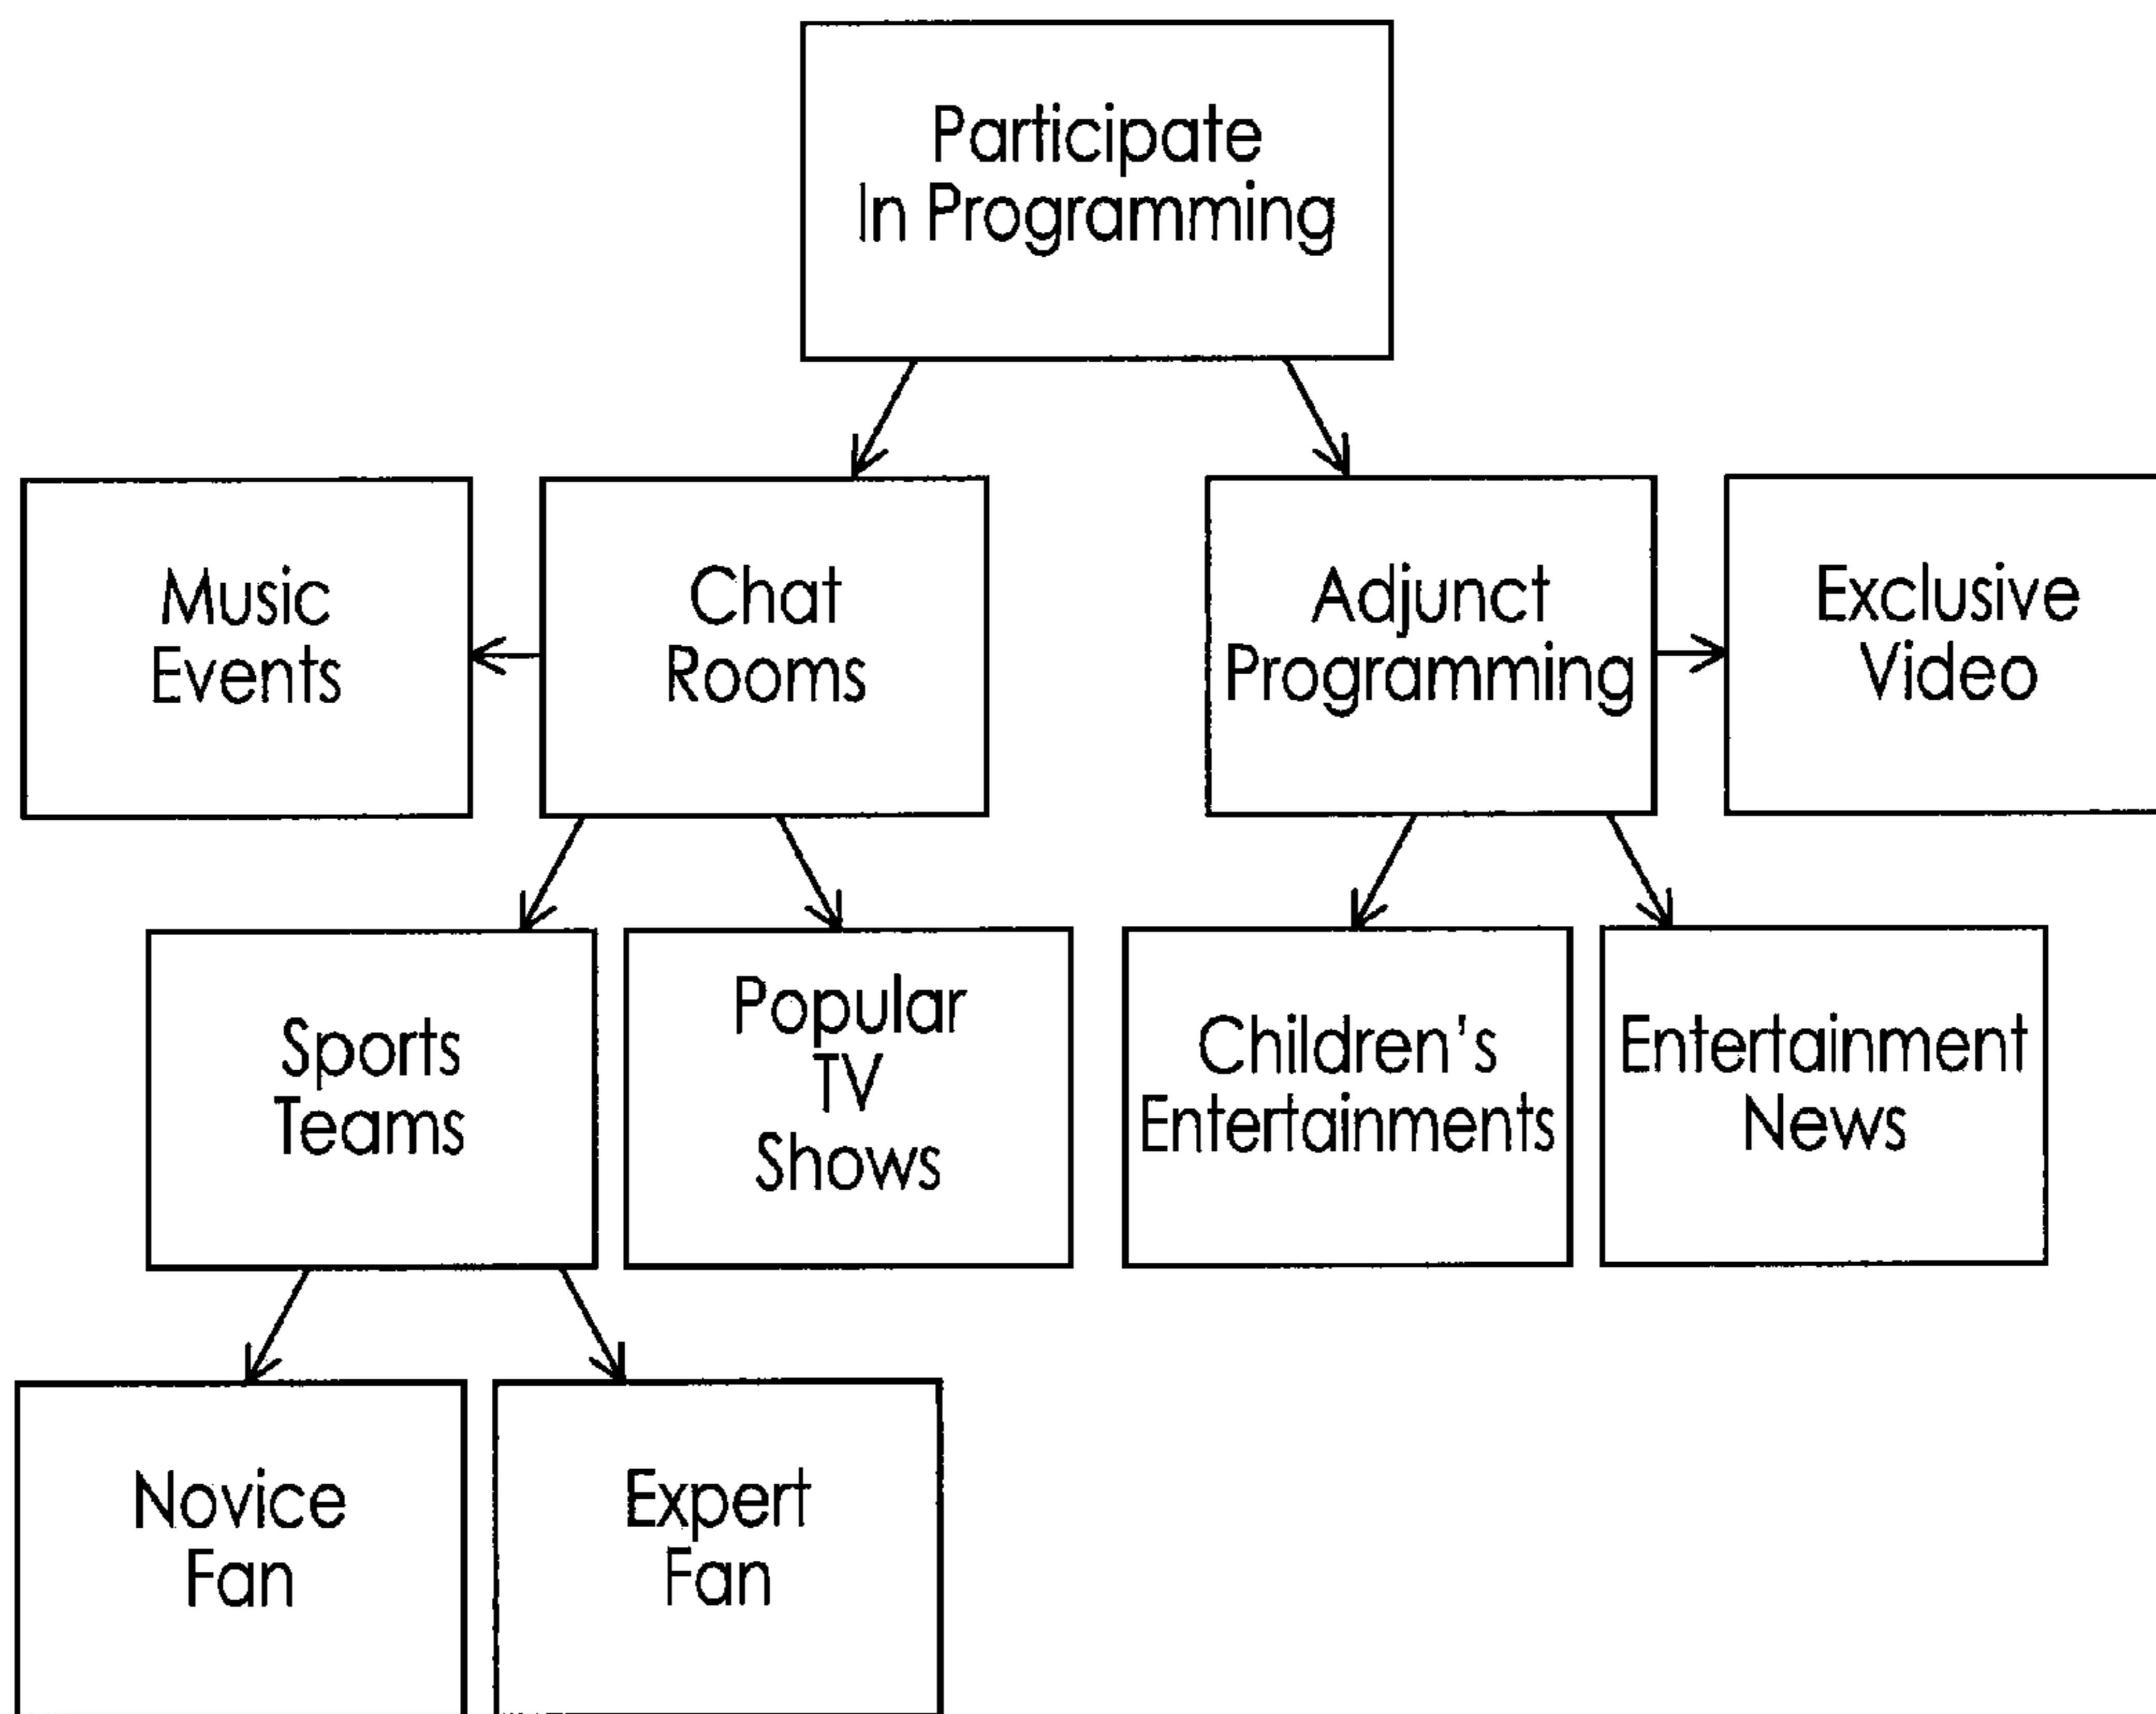 Participate
In Programming
Music
Events
Chat
Rooms
Adjunct
Programming
Exclusive
Video
Sports
Teams
Popular
TV
Shows
Children's
Entertainments
Entertainment
News
Novice
Fan
Expert
Fan